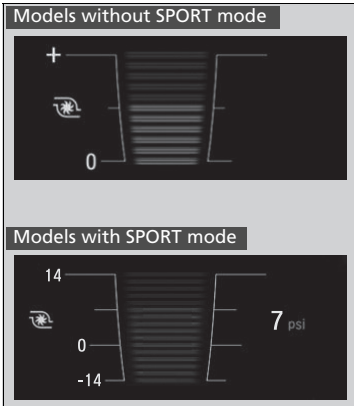 Models without SPORT mode
+
0
Models with SPORT mode
14
7 psi
0
-14